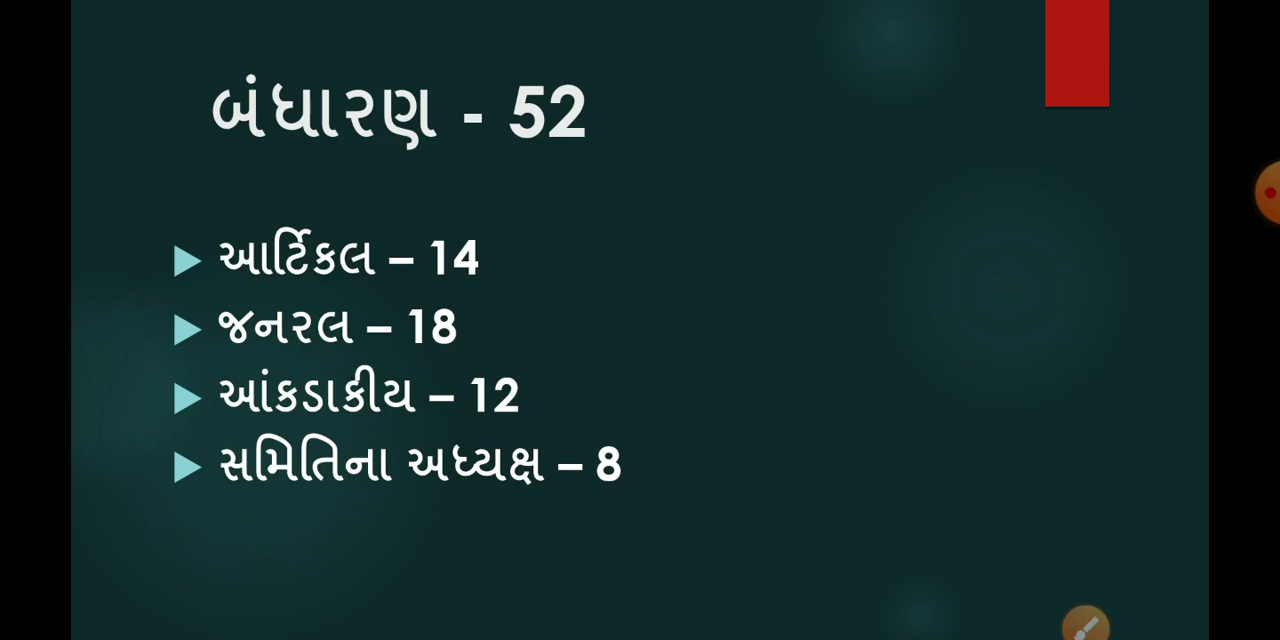 બંધારણ - 52
આર્ટિકલ – 14
જનરલ – 18
આંકડાકીય – 12
સમિતિના અધ્યક્ષ – 8